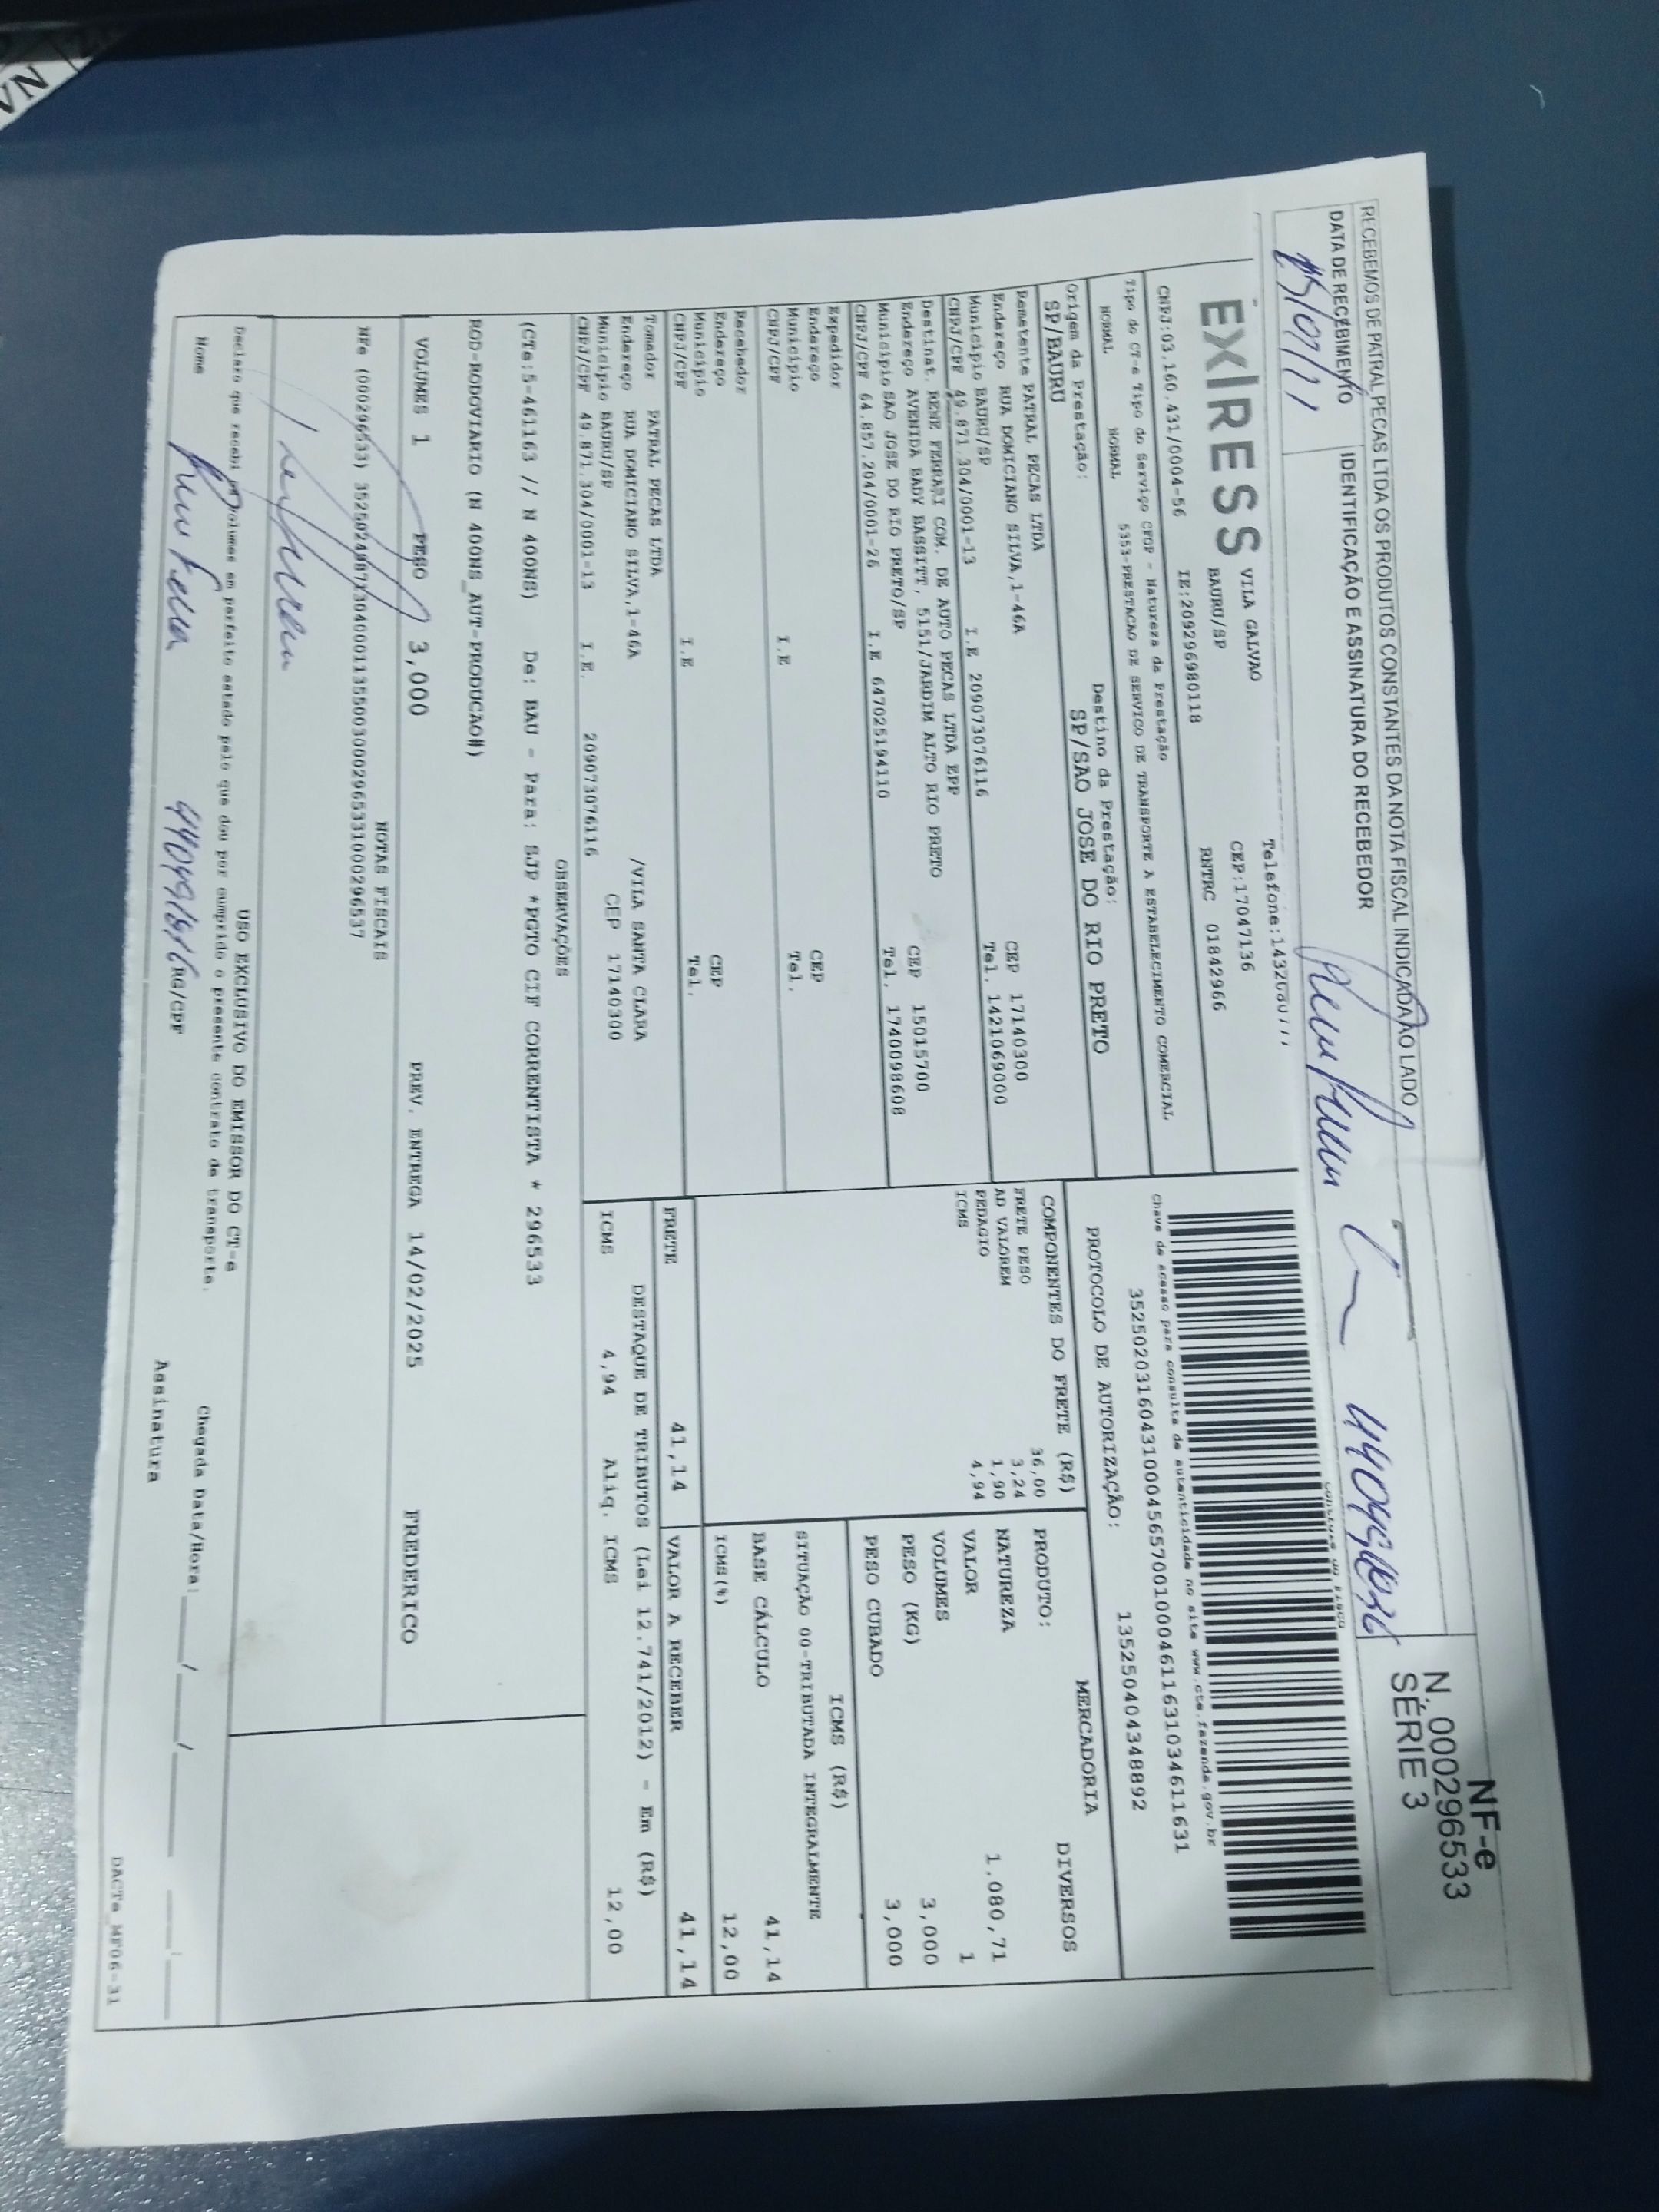 RECEBEMOS DE PATRAL PECAS LTDA OS PRODUTOS CONSTANTES DA NOTA FISCAL INDICADA AO LADO
DATA DE RECEBIMENTO
IDENTIFICAÇÃO E ASSINATURA DO RECEBEDOR
NF-e
N. 000296533
SÉRIE 3
EX|RESS
VILA GALVAO
BAURU/SP
CEP:17047136
CNPJ:03.160.431/0004-56 IE:209296980118 RNTRC 01842966
Tipo do CT-e Tipo do Serviço CFOP - Natureza da Prestação
NORMAL NORMAL 5353-PRESTACAO DE SERVICO DE TRANSPORTE A ESTABELECIMENTO COMERCIAL
Origem da Prestação: Destino da Prestação:
SP/BAURU SP/SAO JOSE DO RIO PRETO
Chave de acesso para consulta de autenticidade no site www.cte.fazenda.gov.br
35250203160431000456570010004611631034611631
PROTOCOLO DE AUTORIZAÇÃO: 135250404348892
Remetente PATRAL PECAS LTDA
Endereço RUA DOMICIANO SILVA,1-46A CEP 17140300
Município BAURU/SP Tel. 1421069000
CNPJ/CPF 49.871.304/0001-13 I.E 209073076116
Destinat. RENE FERRARI COM. DE AUTO PECAS LTDA EPP
Endereço AVENIDA BADY BASSITT, 5151/JARDIM ALTO RIO PRETO CEP 15015700
Município SAO JOSE DO RIO PRETO/SP Tel. 1740098608
CNPJ/CPF 64.857.204/0001-26 I.E 647025194110
Expedidor
Endereço CEP
Município Tel.
CNPJ/CPF I.E
Recebedor
Endereço CEP
Município Tel.
CNPJ/CPF I.E
Tomador PATRAL PECAS LTDA
Endereço RUA DOMICIANO SILVA,1-46A /VILA SANTA CLARA
Município BAURU/SP CEP 17140300
CNPJ/CPF 49.871.304/0001-13 I.E. 209073076116
COMPONENTES DO FRETE (R$)
FRETE PESO 36,00
AD VALOREM 3,24
PEDAGIO 1,90
ICMS 4,94
MERCADORIA
PRODUTO: DIVERSOS
NATUREZA
VALOR 1.080,71
VOLUMES 1
PESO (KG) 3,000
PESO CUBADO 3,000
ICMS (R$)
SITUAÇÃO 00-TRIBUTADA INTEGRALMENTE
BASE CÁLCULO 41,14
ICMS(%) 12,00
FRETE 41,14 VALOR A RECEBER 41,14
DESTAQUE DE TRIBUTOS (Lei 12.741/2012) - Em (R$)
ICMS 4,94 Aliq. ICMS 12,00
OBSERVAÇÕES
(CTe:5-461163 // N 400NS) De: BAU - Para: SJP *PGTO CIF CORRENTISTA * 296533
ROD-RODOVIARIO (N 400NS_AUT-PRODUCAO#)
VOLUMES 1 PESO 3,000 PREV. ENTREGA 14/02/2025 FREDERICO
NOTAS FISCAIS
USO EXCLUSIVO DO EMISSOR DO CT-e
Declaro que recebi os volumes em perfeito estado pelo que dou por cumprido o presente contrato de transporte.
Nome RG/CPF
Chegada Data/Hora: __/__/____ __:__
Assinatura
DACTe_MF06-31